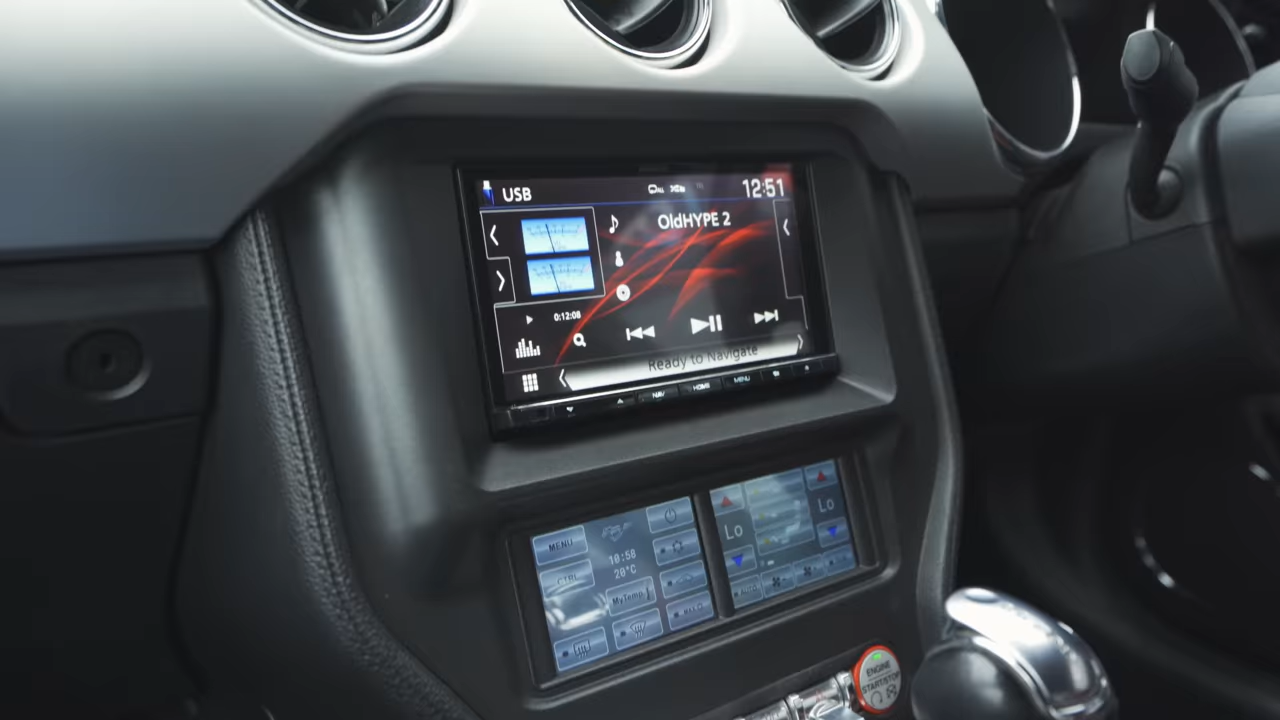 USB
12:51
OldHYPE 2
0:12:08
Ready to Navigate
NAV
HOME
MENU
MENU
10:58
20°C
CTRL
MyTemp
Lo
Lo
AUTO
ENGINE
START/STOP